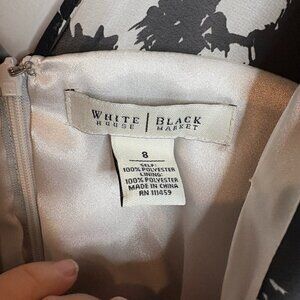 WHITE | BLACK
HOUSE | MARKET
8
SELF:
100% POLYESTER
LINING:
100% POLYESTER
MADE IN CHINA
RN 111459